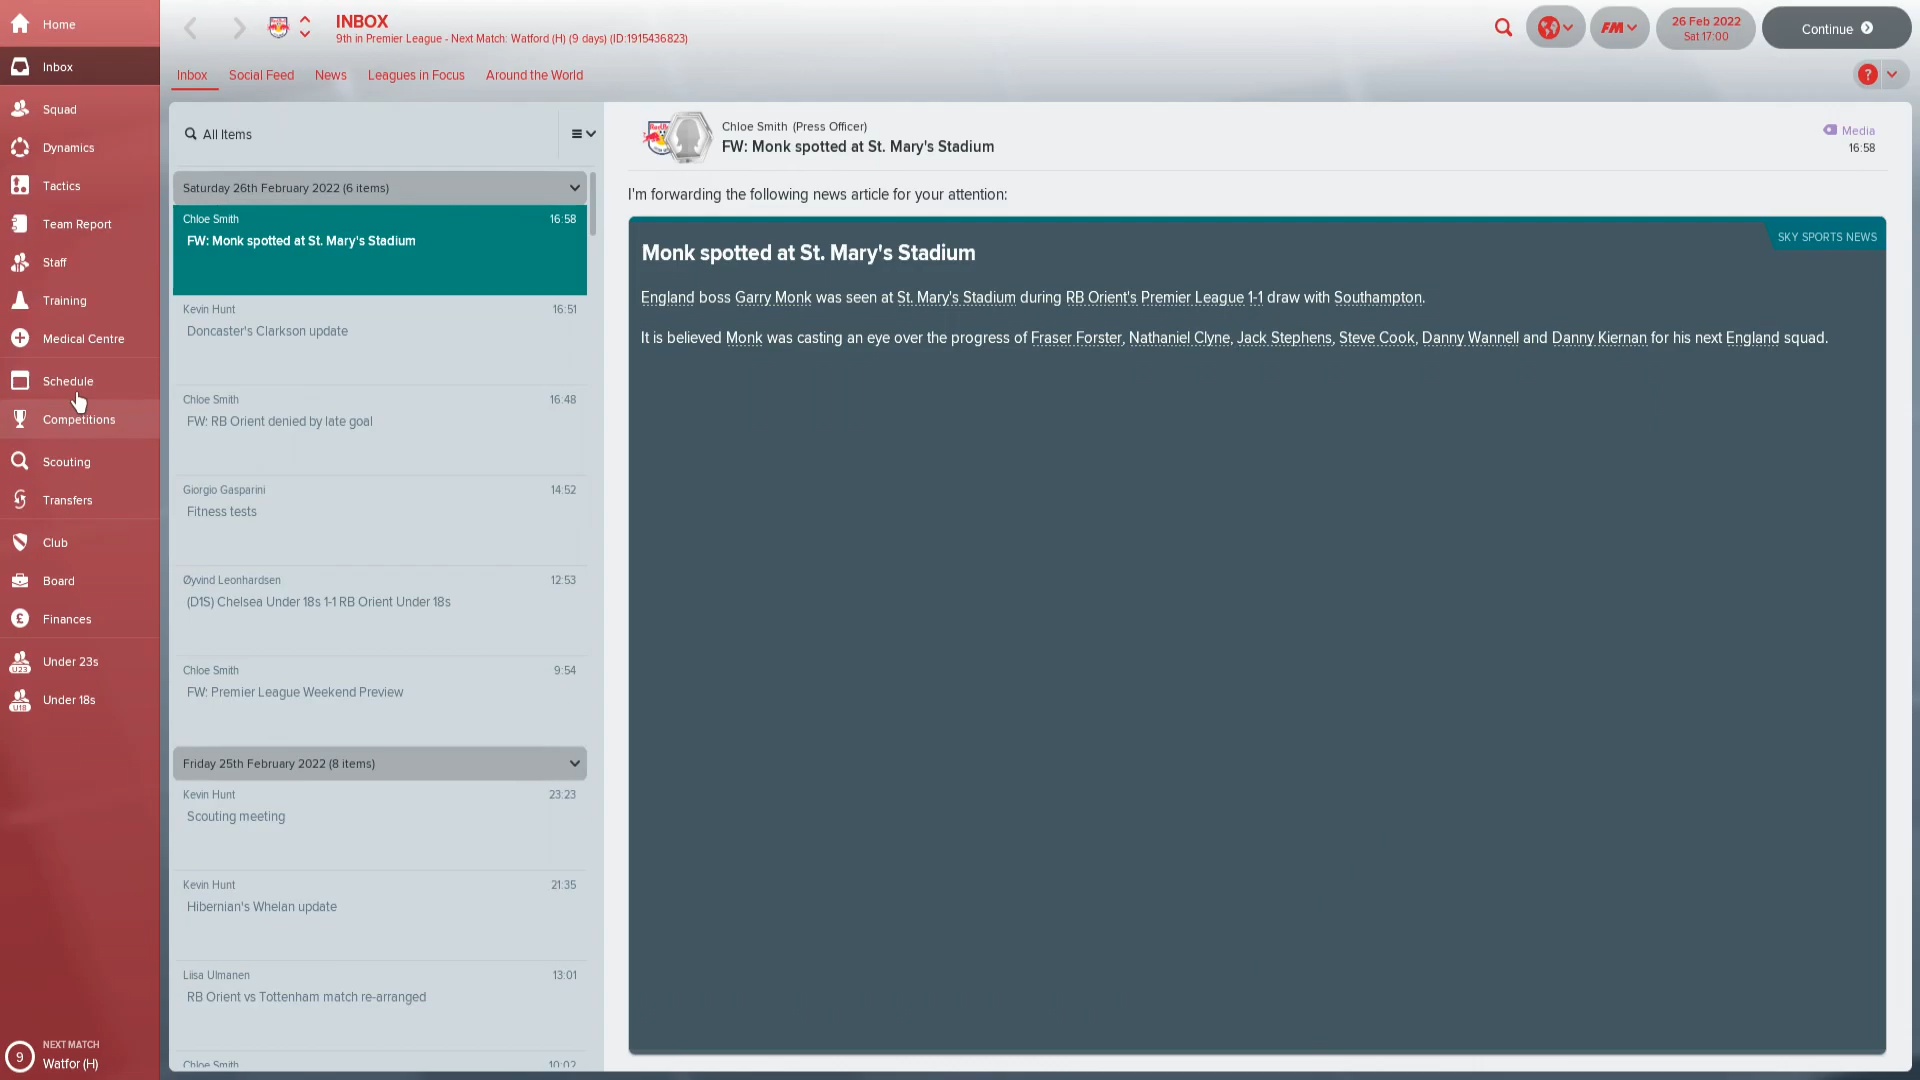 Home
Inbox
Squad
Dynamics
Tactics
Team Report
Staff
Training
Medical Centre
Schedule
Competitions
Scouting
Transfers
Club
Board
Finances
U23
Under 23s
U18
Under 18s
9
NEXT MATCH
Watfor (H)
INBOX
9th in Premier League - Next Match: Watford (H) (9 days) (ID:1915436823)
FM
26 Feb 2022
Sat 17:00
Continue
Inbox
Social Feed
News
Leagues in Focus
Around the World
?
All Items
Saturday 26th February 2022 (6 items)
Chloe Smith 16:58
FW: Monk spotted at St. Mary's Stadium
Kevin Hunt 16:51
Doncaster's Clarkson update
Chloe Smith 16:48
FW: RB Orient denied by late goal
Giorgio Gasparini 14:52
Fitness tests
Øyvind Leonhardsen 12:53
(D1S) Chelsea Under 18s 1-1 RB Orient Under 18s
Chloe Smith 9:54
FW: Premier League Weekend Preview
Friday 25th February 2022 (8 items)
Kevin Hunt 23:23
Scouting meeting
Kevin Hunt 21:35
Hibernian's Whelan update
Liisa Ulmanen 13:01
RB Orient vs Tottenham match re-arranged
Chloe Smith 10:02
Chloe Smith (Press Officer)
FW: Monk spotted at St. Mary's Stadium
Media
16:58
I'm forwarding the following news article for your attention:
SKY SPORTS NEWS
Monk spotted at St. Mary's Stadium
England boss Garry Monk was seen at St. Mary's Stadium during RB Orient's Premier League 1-1 draw with Southampton.
It is believed Monk was casting an eye over the progress of Fraser Forster, Nathaniel Clyne, Jack Stephens, Steve Cook, Danny Wannell and Danny Kiernan for his next England squad.